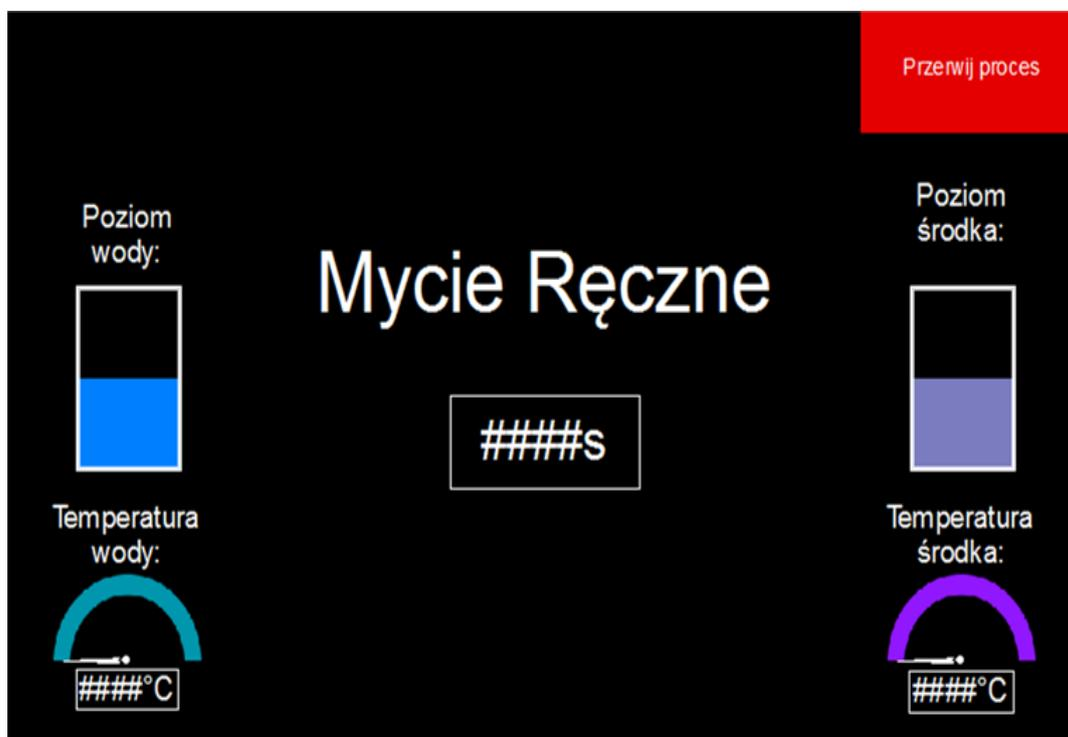 Przerwij proces
Poziom
wody:
Mycie Ręczne
Poziom
środka:
####s
Temperatura
wody:
####°C
Temperatura
środka:
####°C